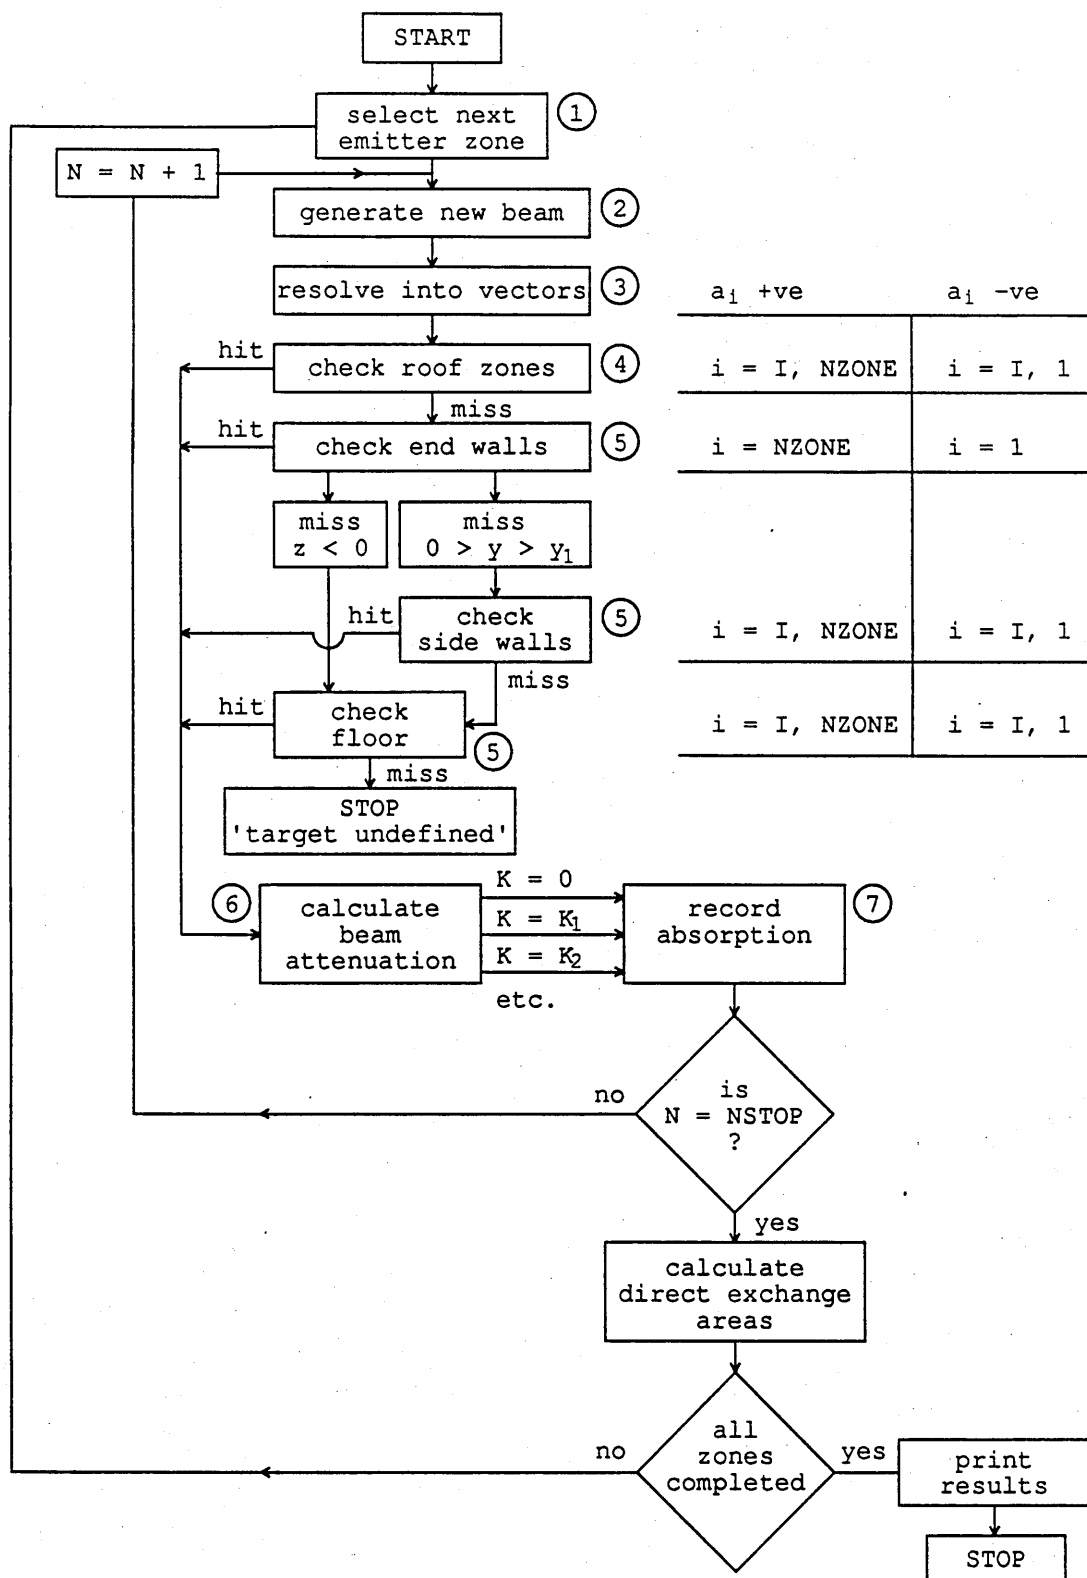 START
select next
emitter zone
1
N = N + 1
generate new beam
2
resolve into vectors
3
a₁ +ve
a₁ -ve
hit
check roof zones
4
i = I, NZONE
i = I, 1
miss
hit
check end walls
5
i = NZONE
i = 1
miss
z < 0
miss
0 > y > y₁
hit
check
side walls
5
i = I, NZONE
i = I, 1
miss
hit
check
floor
5
i = I, NZONE
i = I, 1
miss
STOP
'target undefined'
6
calculate
beam
attenuation
K = 0
K = K₁
K = K₂
etc.
record
absorption
7
no
is
N = NSTOP
?
yes
calculate
direct exchange
areas
no
all
zones
completed
yes
print
results
STOP